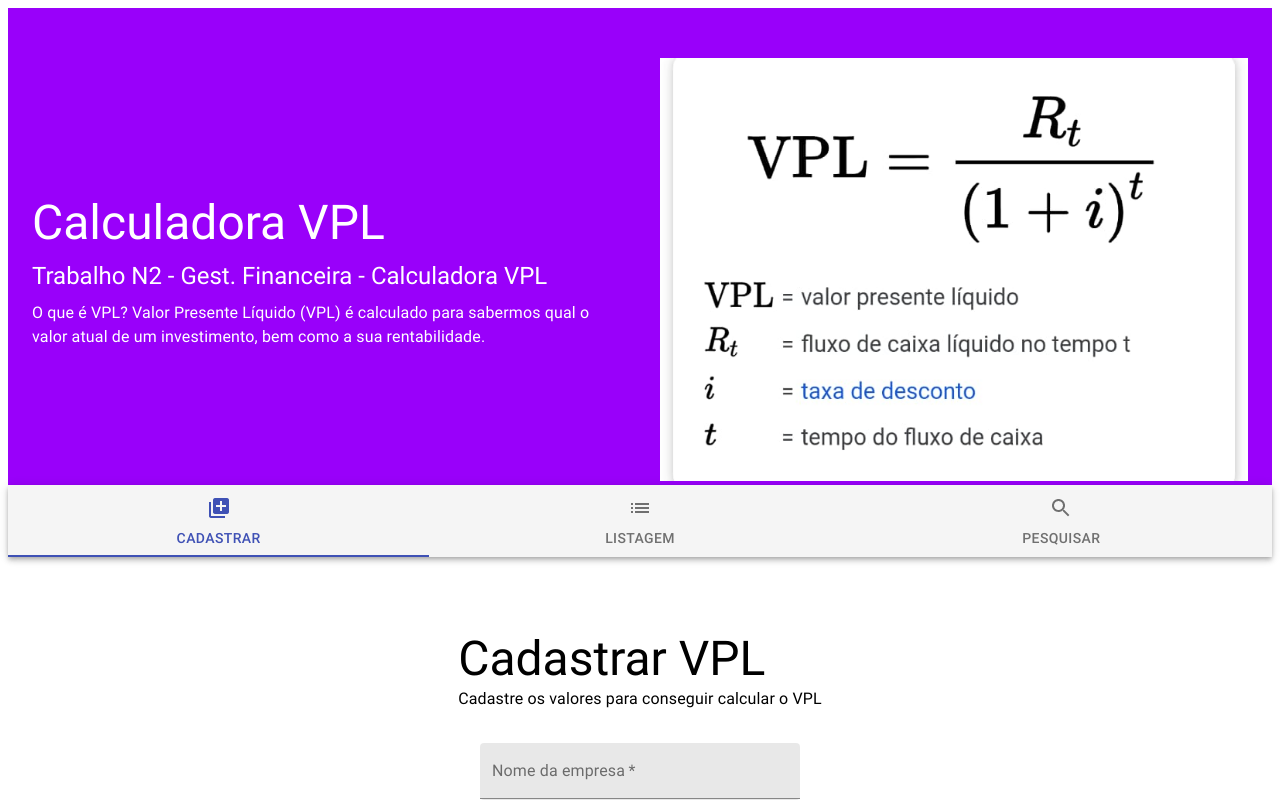 Calculadora VPL
Trabalho N2 - Gest. Financeira - Calculadora VPL
O que é VPL? Valor Presente Líquido (VPL) é calculado para sabermos qual o
valor atual de um investimento, bem como a sua rentabilidade.
VPL = R_t / (1 + i)^t
VPL = valor presente líquido
R_t = fluxo de caixa líquido no tempo t
i = taxa de desconto
t = tempo do fluxo de caixa
CADASTRAR
LISTAGEM
PESQUISAR
Cadastrar VPL
Cadastre os valores para conseguir calcular o VPL
Nome da empresa *